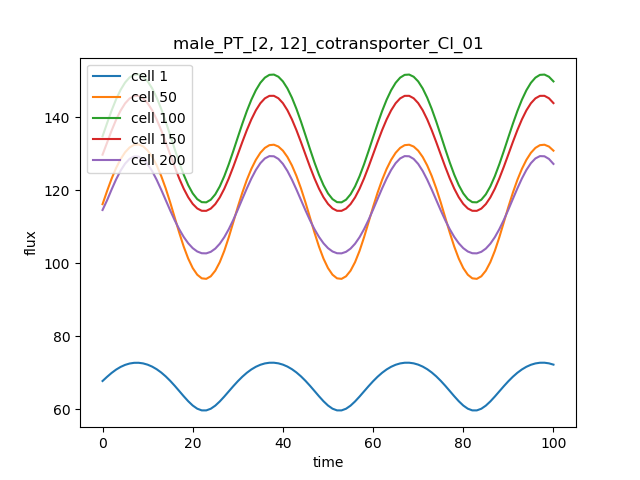 male_PT_[2, 12]_cotransporter_Cl_01
cell 1
cell 50
cell 100
cell 150
cell 200
flux
140
120
100
80
60
0 20 40 60 80 100
time